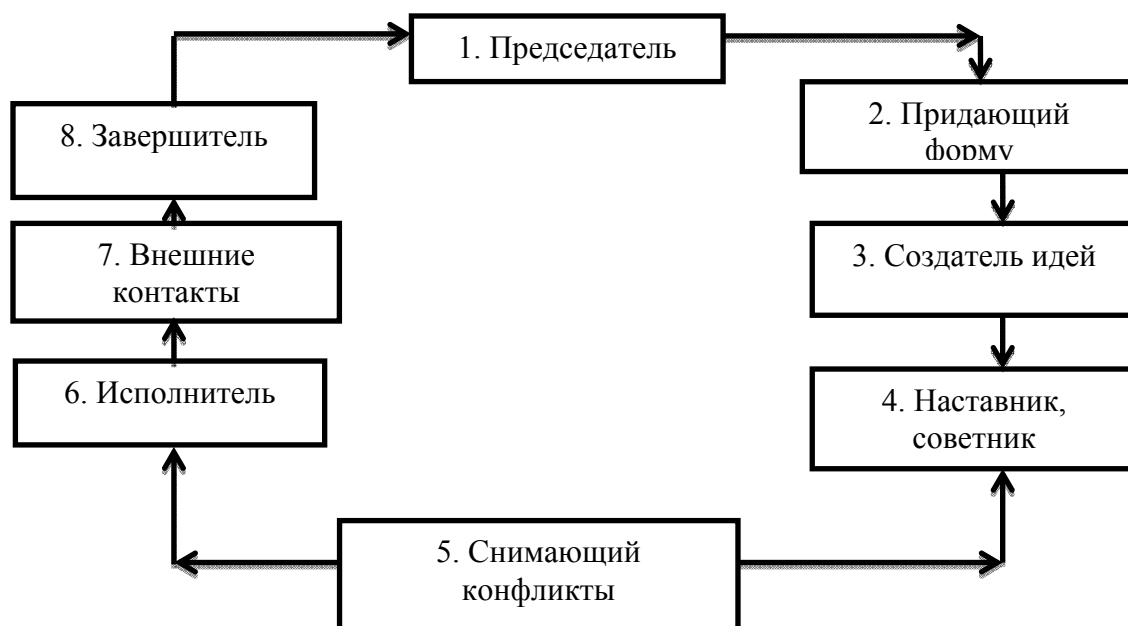 1. Председатель
2. Придающий
форму
3. Создатель идей
4. Наставник,
советник
5. Снимающий
конфликты
6. Исполнитель
7. Внешние
контакты
8. Завершитель